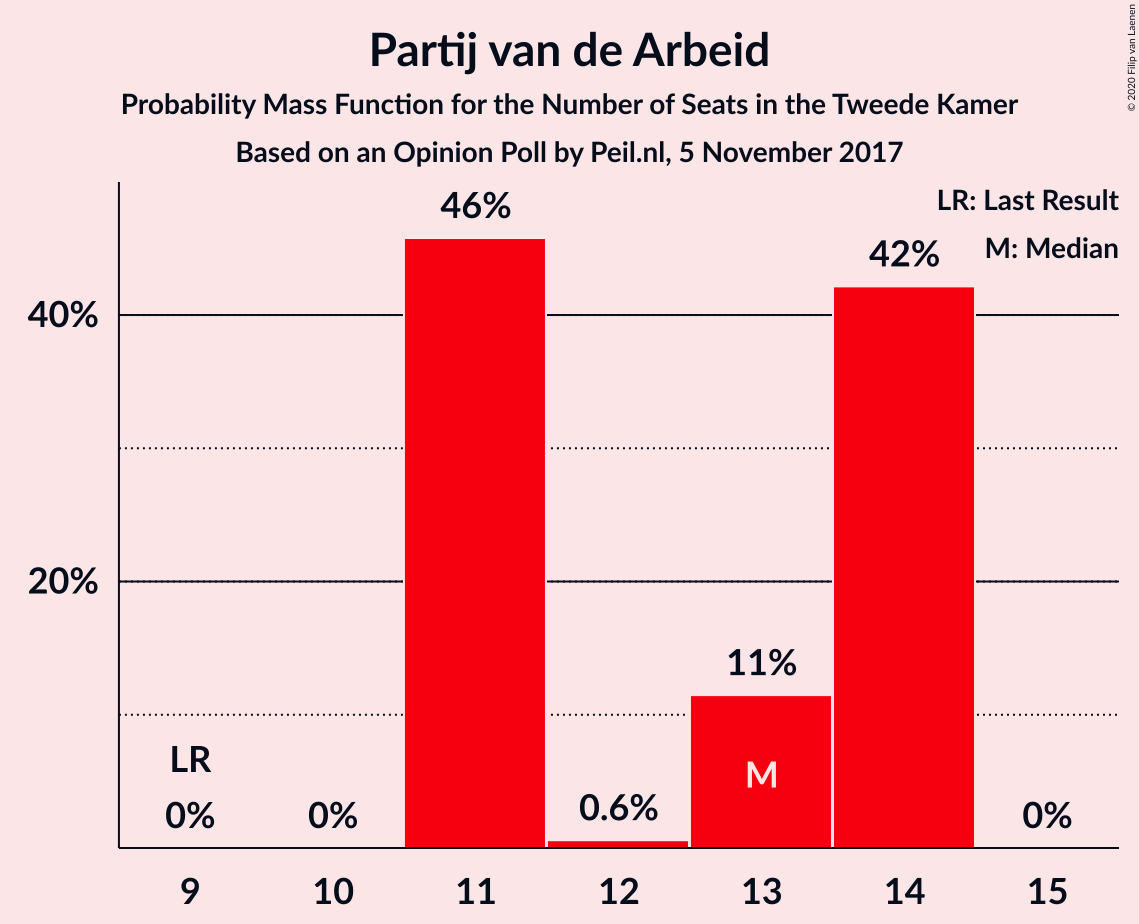 Partij van de Arbeid
Probability Mass Function for the Number of Seats in the Tweede Kamer
Based on an Opinion Poll by Peil.nl, 5 November 2017
© 2020 Filip van Laenen
LR: Last Result
M: Median
46%
42%
40%
20%
11%
LR
M
0%
0%
0.6%
0%
9
10
11
12
13
14
15